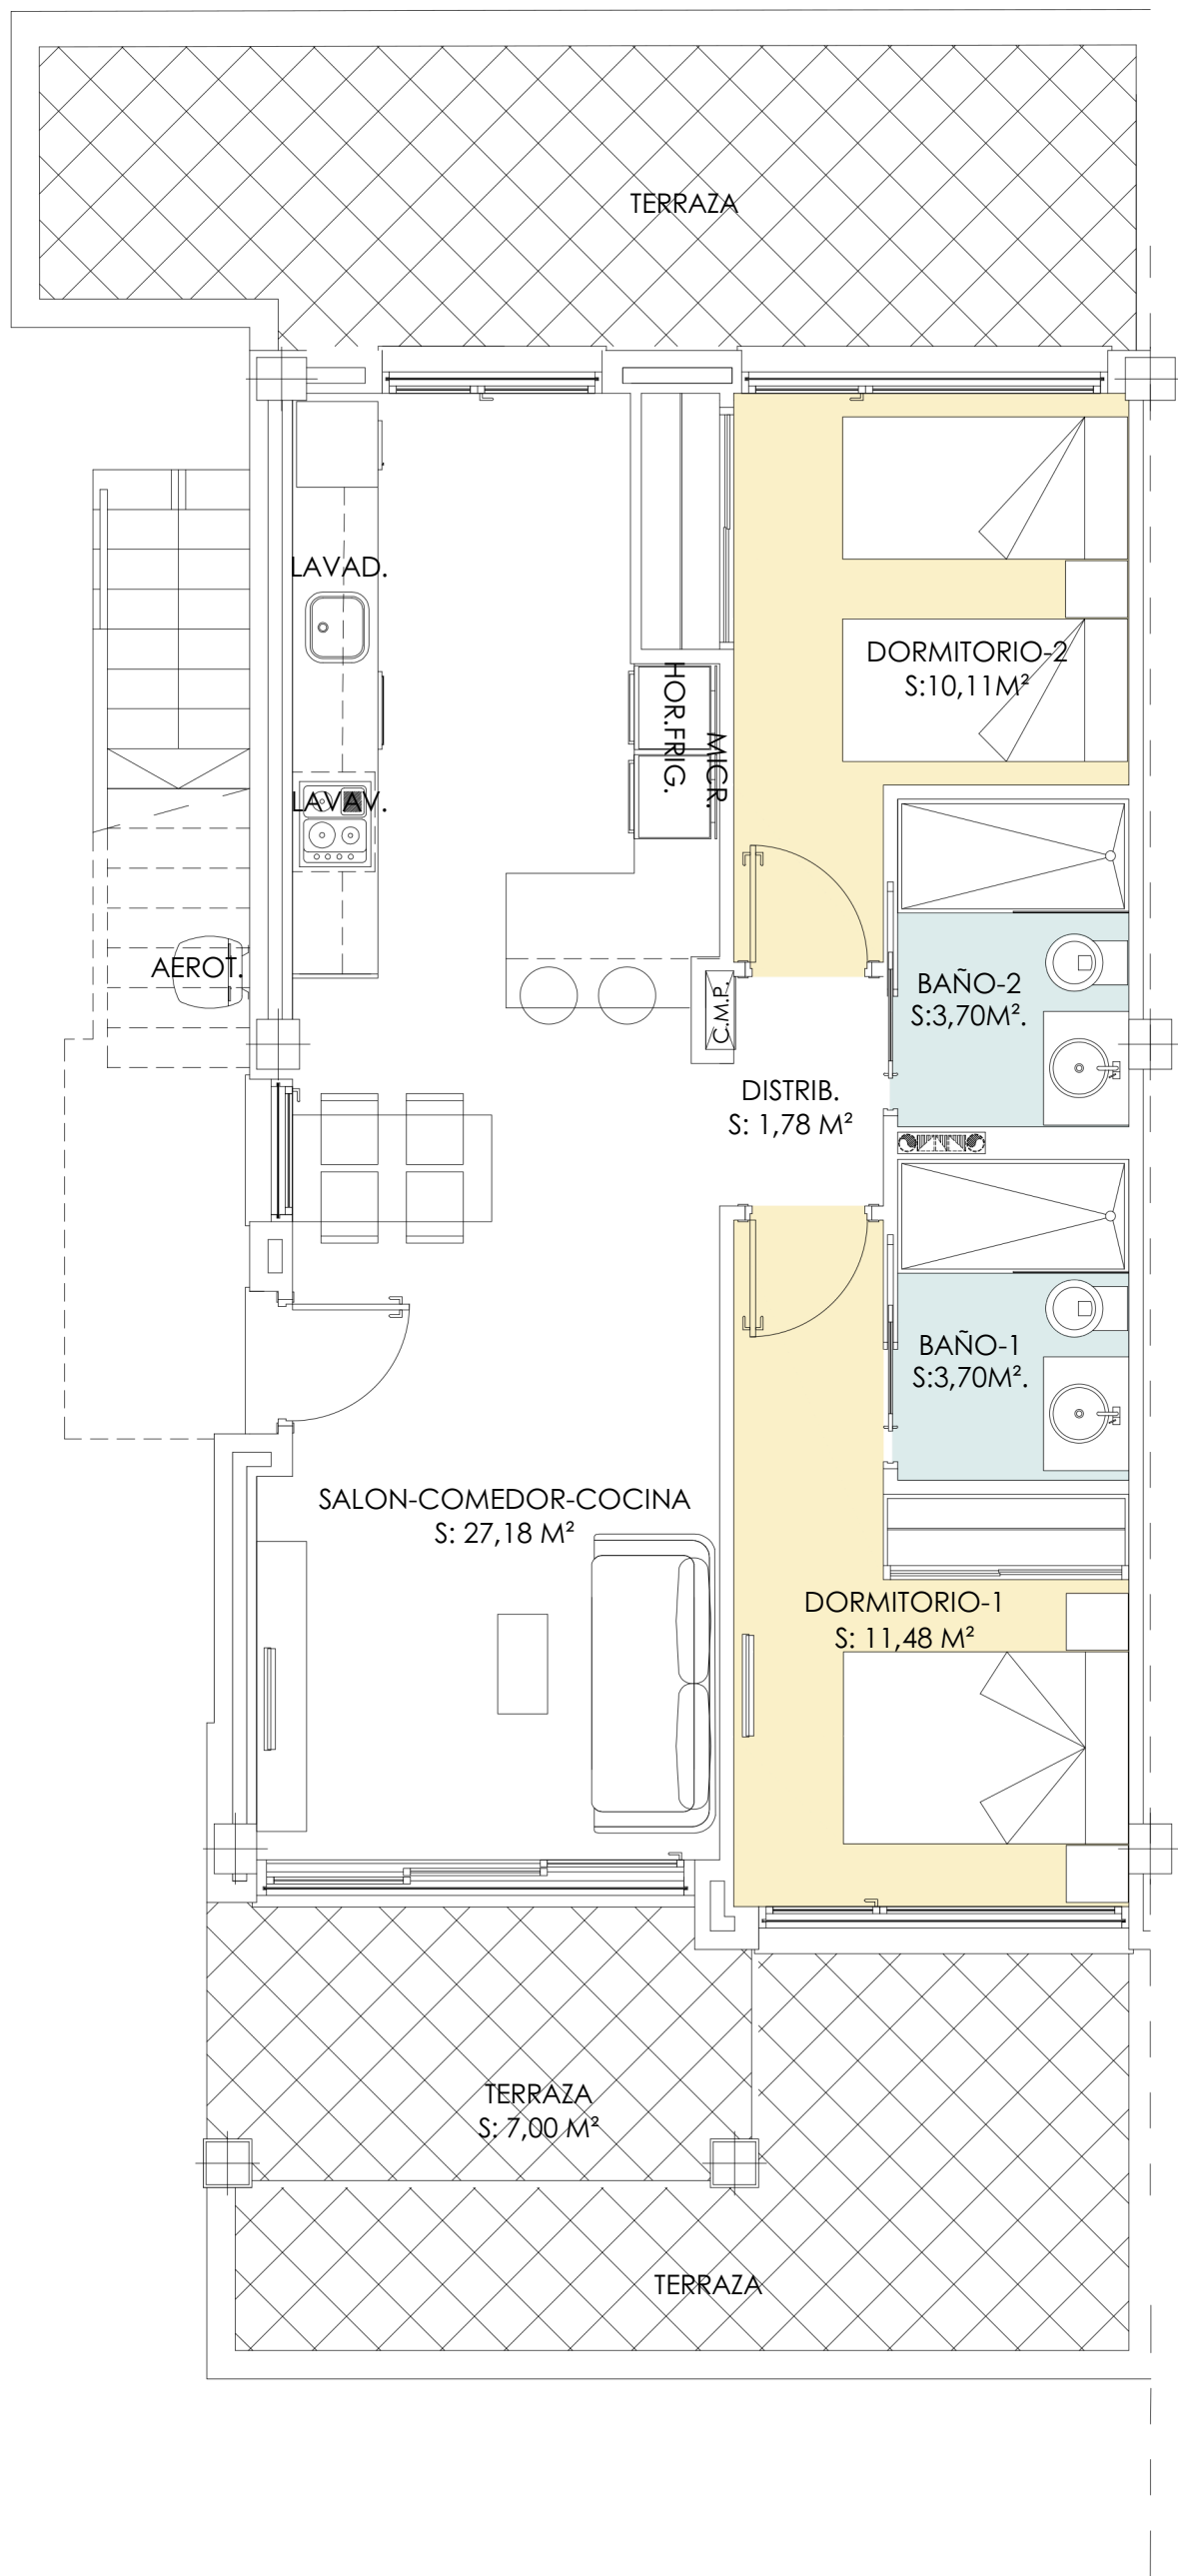 TERRAZA
LAVAD.
DORMITORIO-2
S:10,11M²
HOR.FRIG.
MICR.
LAVAV.
AEROT.
BAÑO-2
S:3,70M².
C.M.P.
DISTRIB.
S: 1,78 M²
BAÑO-1
S:3,70M².
SALON-COMEDOR-COCINA
S: 27,18 M²
DORMITORIO-1
S: 11,48 M²
TERRAZA
S: 7,00 M²
TERRAZA